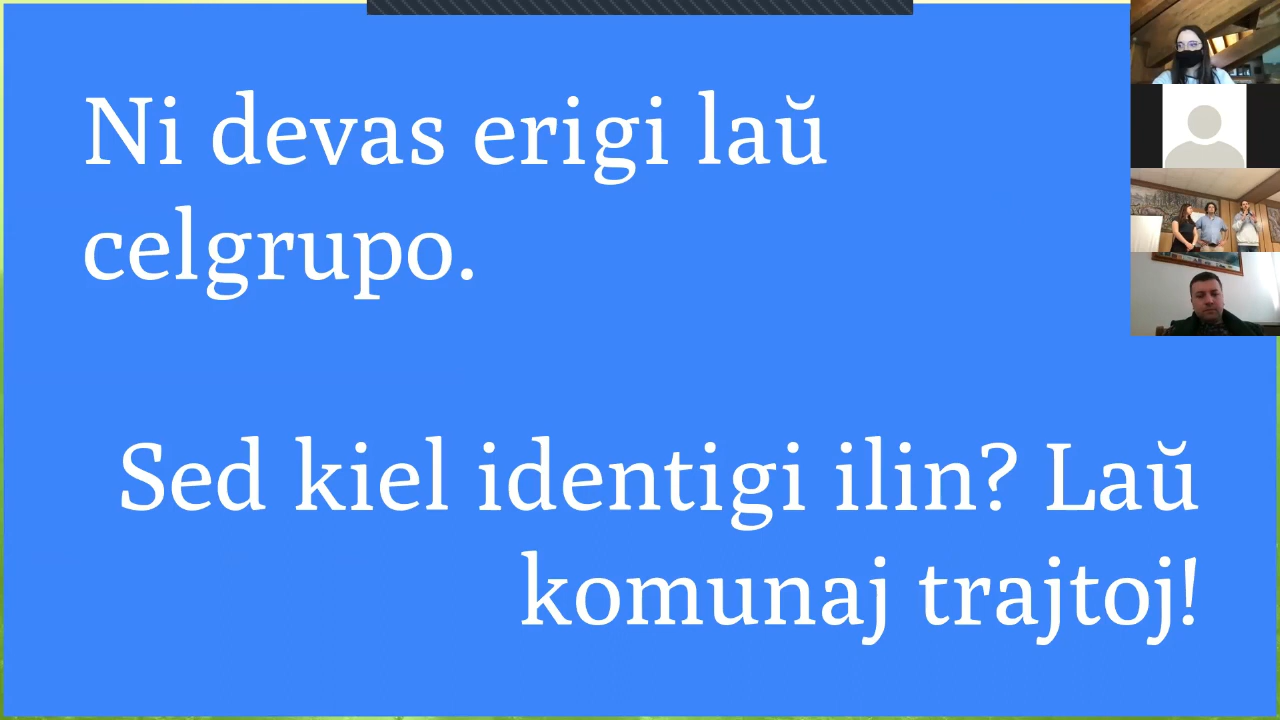 Ni devas erigi laŭ
celgrupo.
Sed kiel identigi ilin? Laŭ
komunaj trajtoj!